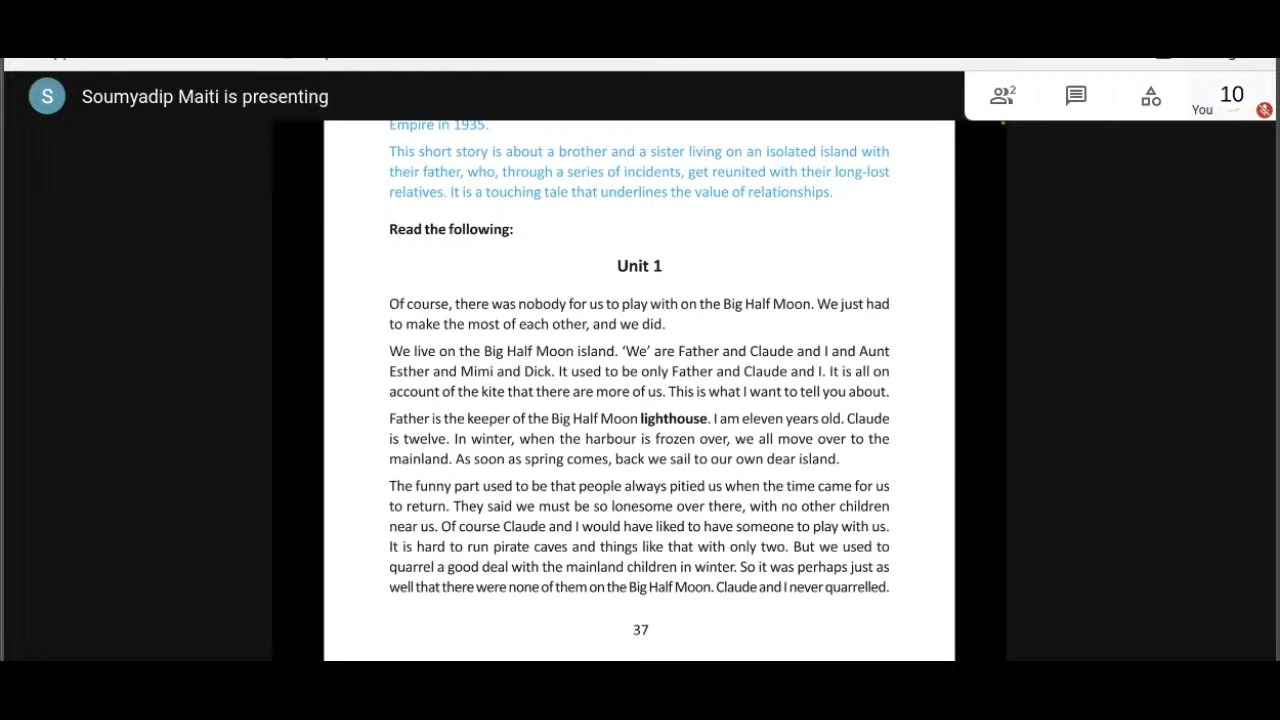 S
Soumyadip Maiti is presenting
2
10
You
Empire in 1935.
This short story is about a brother and a sister living on an isolated island with
their father, who, through a series of incidents, get reunited with their long-lost
relatives. It is a touching tale that underlines the value of relationships.
Read the following:
Unit 1
Of course, there was nobody for us to play with on the Big Half Moon. We just had
to make the most of each other, and we did.
We live on the Big Half Moon island. ‘We’ are Father and Claude and I and Aunt
Esther and Mimi and Dick. It used to be only Father and Claude and I. It is all on
account of the kite that there are more of us. This is what I want to tell you about.
Father is the keeper of the Big Half Moon lighthouse. I am eleven years old. Claude
is twelve. In winter, when the harbour is frozen over, we all move over to the
mainland. As soon as spring comes, back we sail to our own dear island.
The funny part used to be that people always pitied us when the time came for us
to return. They said we must be so lonesome over there, with no other children
near us. Of course Claude and I would have liked to have someone to play with us.
It is hard to run pirate caves and things like that with only two. But we used to
quarrel a good deal with the mainland children in winter. So it was perhaps just as
well that there were none of them on the Big Half Moon. Claude and I never quarrelled.
37